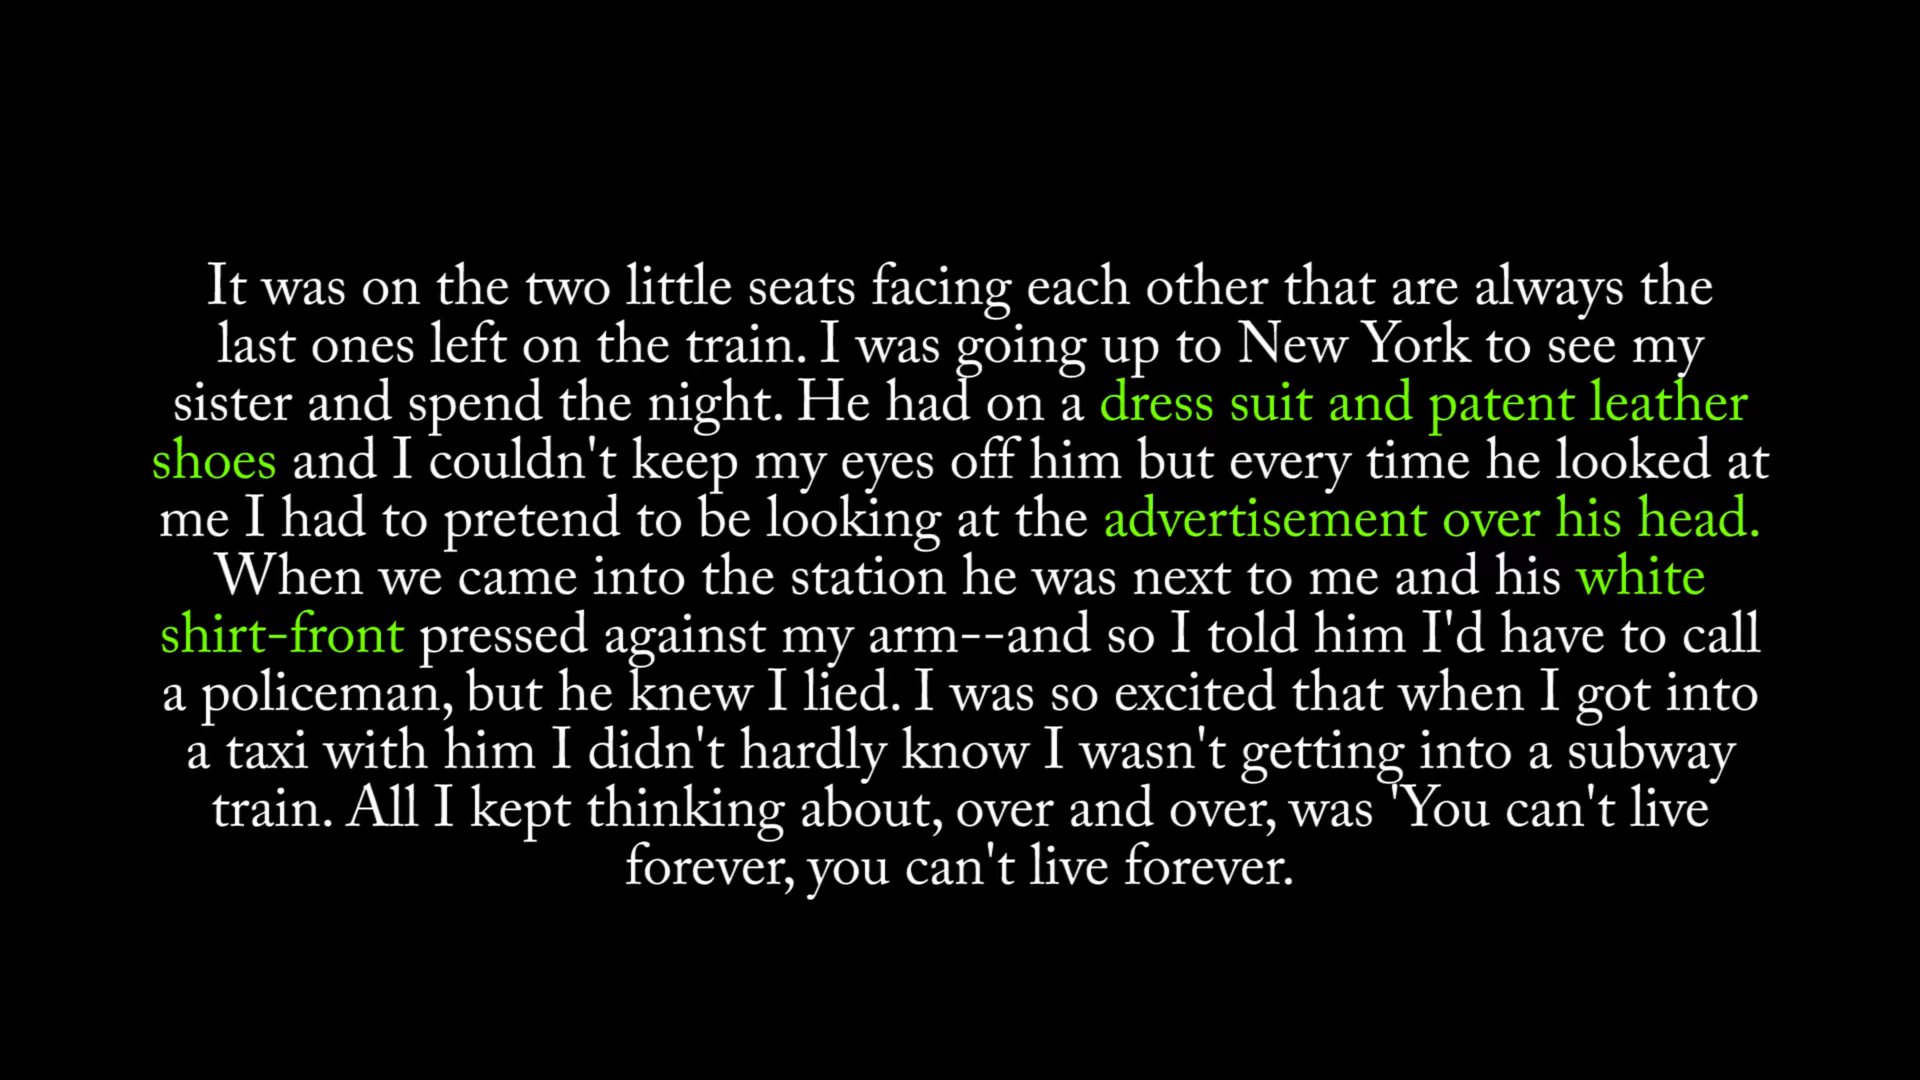 It was on the two little seats facing each other that are always the
last ones left on the train. I was going up to New York to see my
sister and spend the night. He had on a dress suit and patent leather
shoes and I couldn't keep my eyes off him but every time he looked at
me I had to pretend to be looking at the advertisement over his head.
When we came into the station he was next to me and his white
shirt-front pressed against my arm--and so I told him I'd have to call
a policeman, but he knew I lied. I was so excited that when I got into
a taxi with him I didn't hardly know I wasn't getting into a subway
train. All I kept thinking about, over and over, was 'You can't live
forever, you can't live forever.